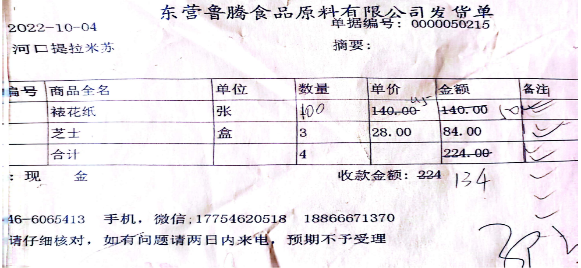 东营鲁腾食品原料有限公司发货单
2022-10-04 单据编号: 0000050215
河口提拉米苏 摘要:
编号 商品全名 单位 数量 单价 金额 备注
裱花纸 张 100 140.00 45 140.00 50
芝士 盒 3 28.00 84.00
合计 4 224.00
: 现 金 收款金额: 224 134
46-6065413 手机, 微信:17754620518 18866671370
请仔细核对, 如有问题请两日内来电, 预期不予受理